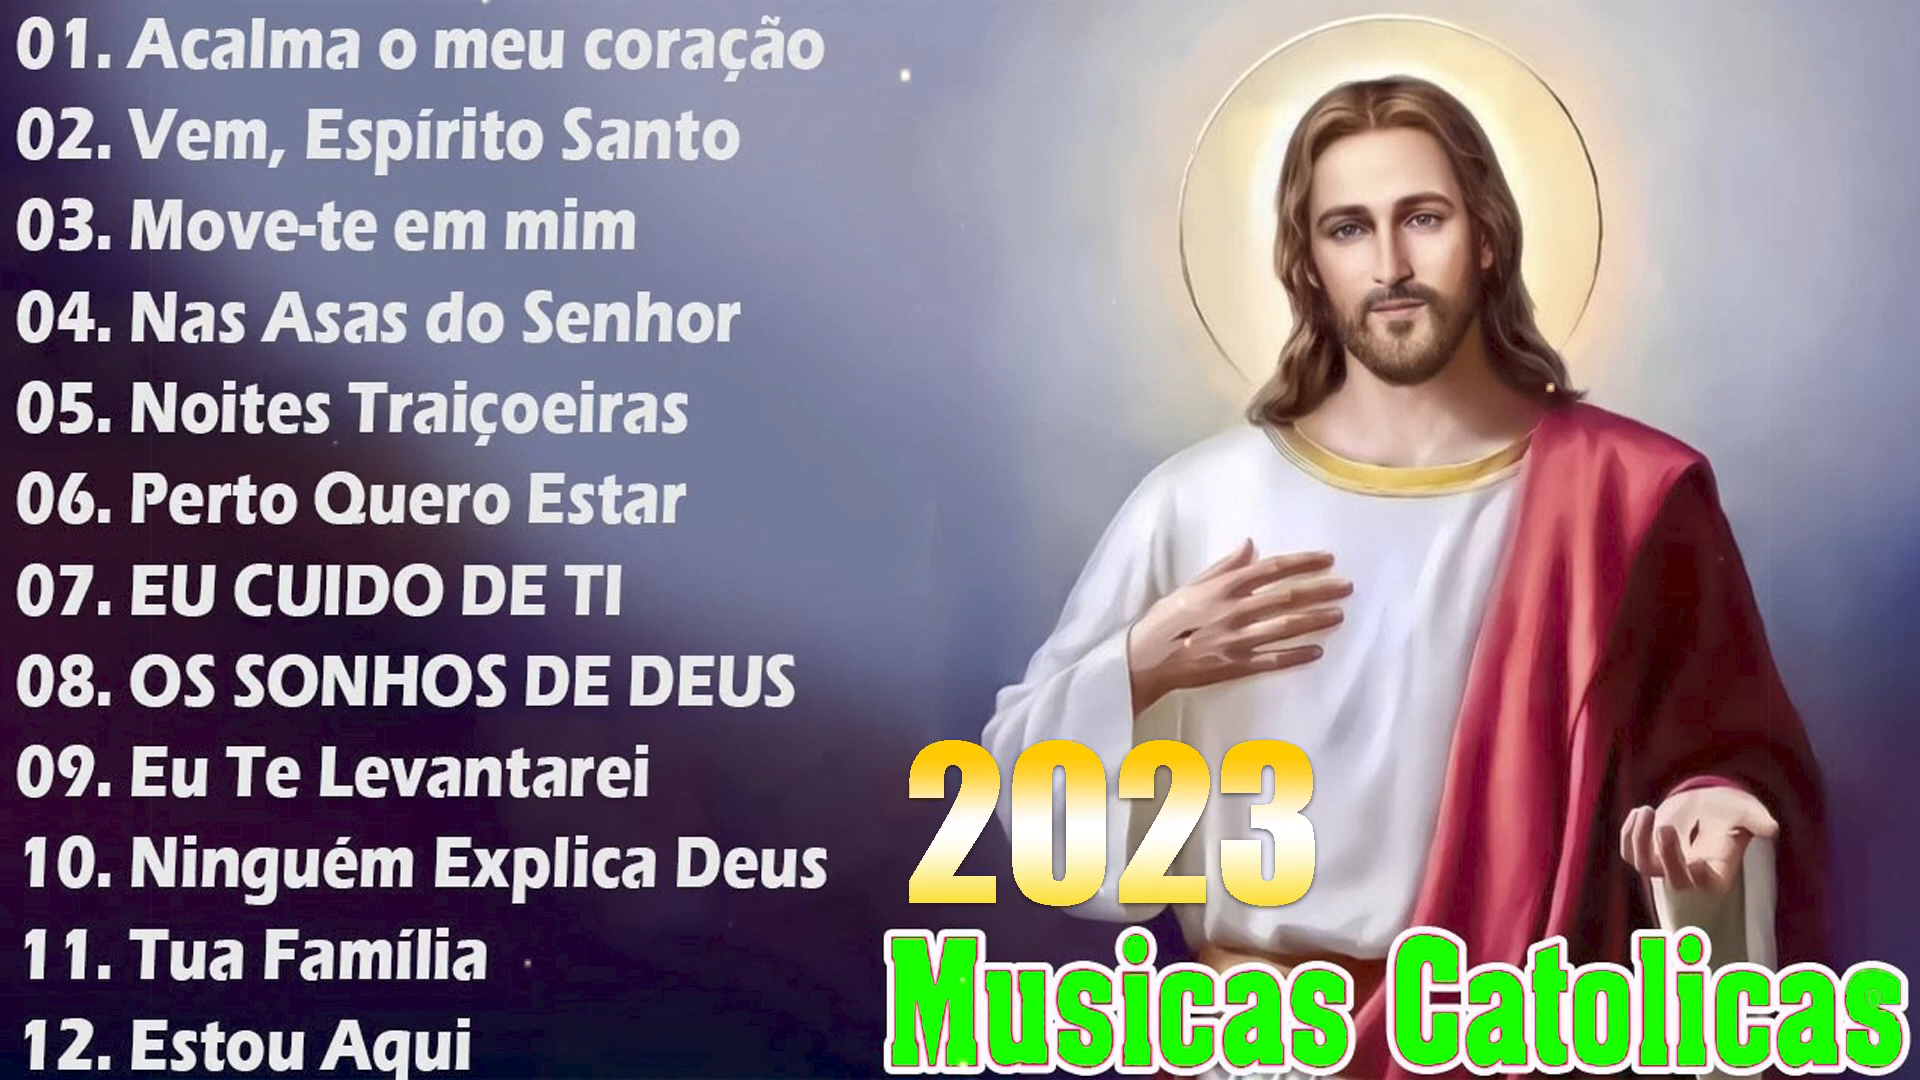 01. Acalma o meu coração
02. Vem, Espírito Santo
03. Move-te em mim
04. Nas Asas do Senhor
05. Noites Traiçoeiras
06. Perto Quero Estar
07. EU CUIDO DE TI
08. OS SONHOS DE DEUS
09. Eu Te Levantarei
10. Ninguém Explica Deus
11. Tua Família
12. Estou Aqui
2023
Musicas Catolicas